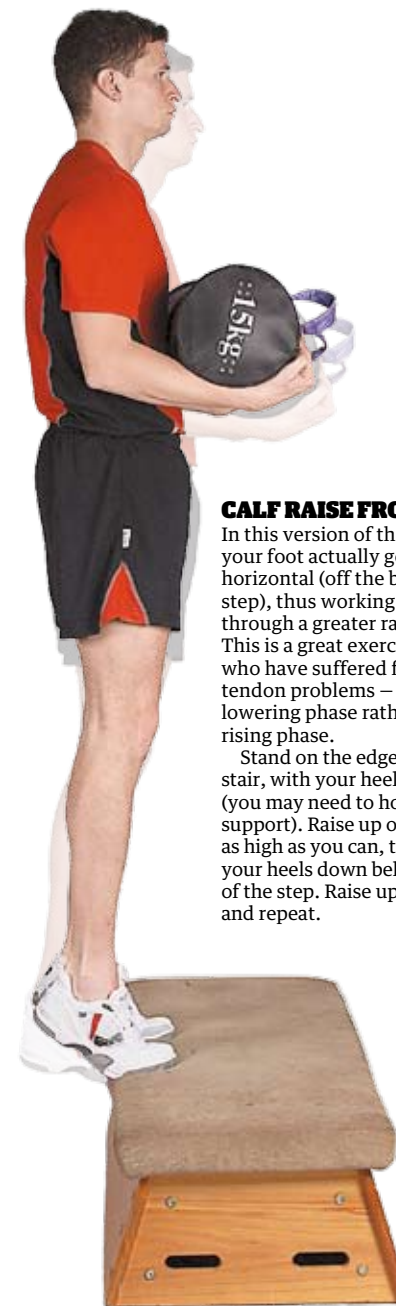 ::15kg::
CALF RAISE FRO
In this version of th
your foot actually g
horizontal (off the b
step), thus working
through a greater ra
This is a great exerc
who have suffered f
tendon problems –
lowering phase rath
rising phase.
Stand on the edge
stair, with your heel
(you may need to ho
support). Raise up o
as high as you can, t
your heels down bel
of the step. Raise up
and repeat.